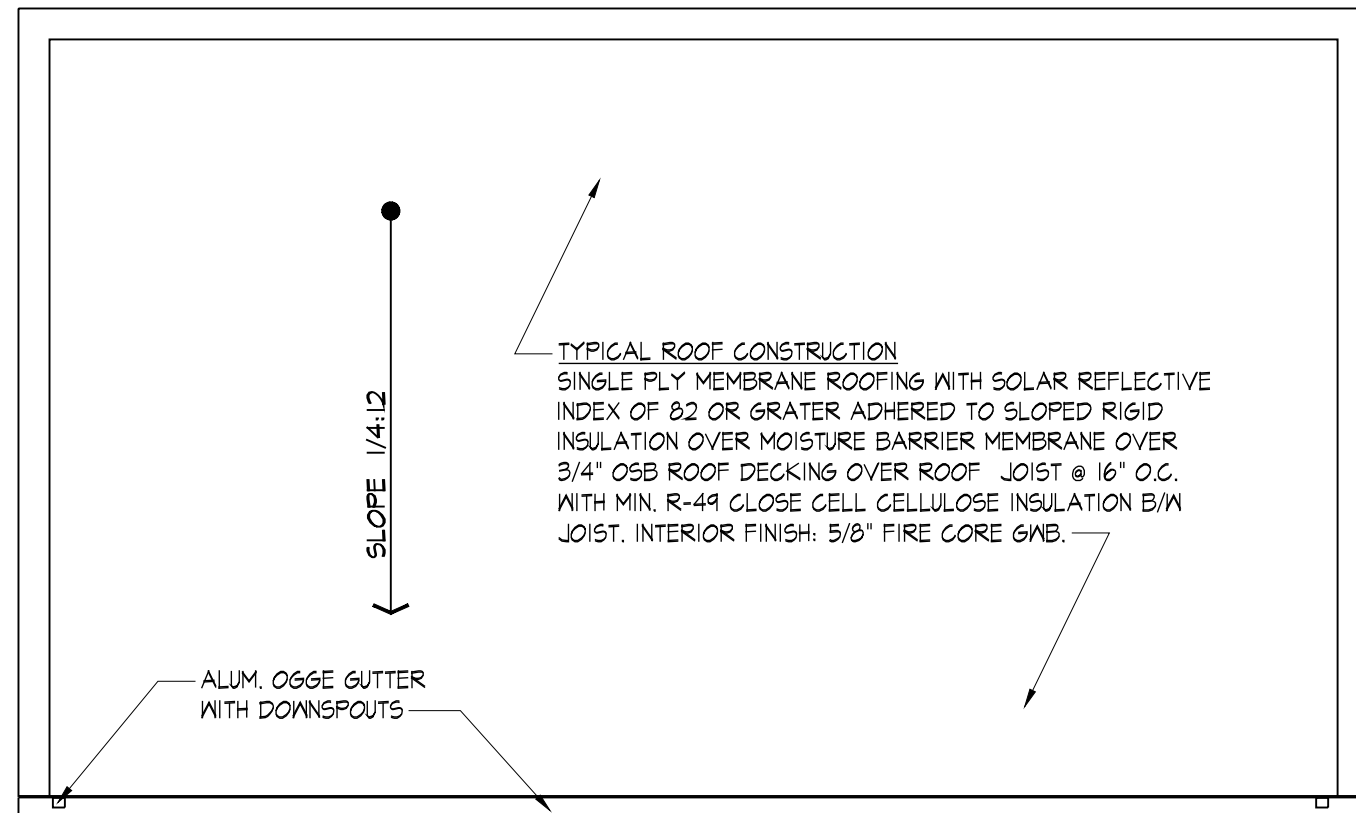 SLOPE 1/4:12
TYPICAL ROOF CONSTRUCTION
SINGLE PLY MEMBRANE ROOFING WITH SOLAR REFLECTIVE
INDEX OF 82 OR GRATER ADHERED TO SLOPED RIGID
INSULATION OVER MOISTURE BARRIER MEMBRANE OVER
3/4" OSB ROOF DECKING OVER ROOF JOIST @ 16" O.C.
WITH MIN. R-49 CLOSE CELL CELLULOSE INSULATION B/W
JOIST. INTERIOR FINISH: 5/8" FIRE CORE GWB.
ALUM. OGGE GUTTER
WITH DOWNSPOUTS